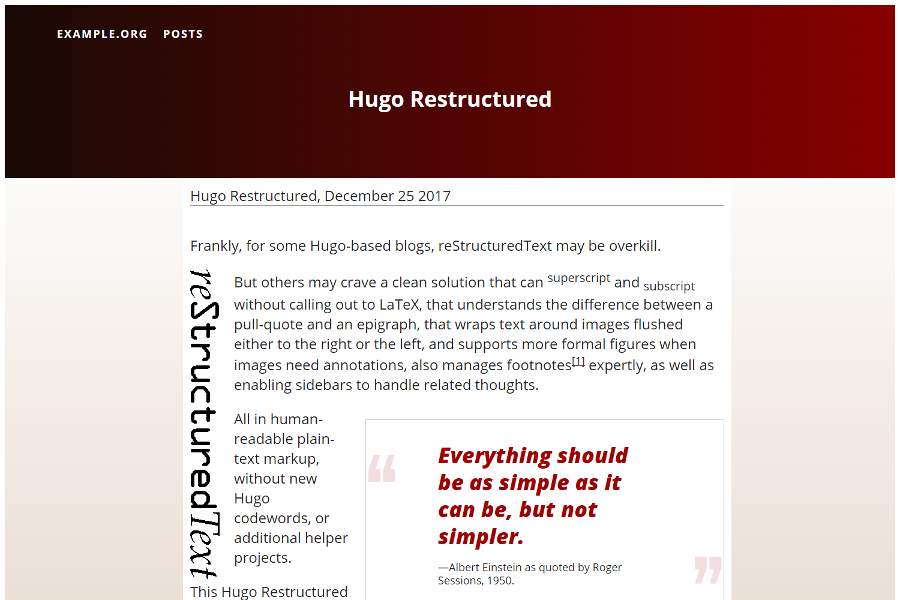 EXAMPLE.ORG POSTS
Hugo Restructured
Hugo Restructured, December 25 2017
Frankly, for some Hugo-based blogs, reStructuredText may be overkill.
reStructuredText
But others may crave a clean solution that can superscript and subscript
without calling out to LaTeX, that understands the difference between a
pull-quote and an epigraph, that wraps text around images flushed
either to the right or the left, and supports more formal figures when
images need annotations, also manages footnotes[1] expertly, as well as
enabling sidebars to handle related thoughts.
All in human-
readable plain-
text markup,
without new
Hugo
codewords, or
additional helper
projects.
This Hugo Restructured
“
Everything should
be as simple as it
can be, but not
simpler.
—Albert Einstein as quoted by Roger
Sessions, 1950.
”